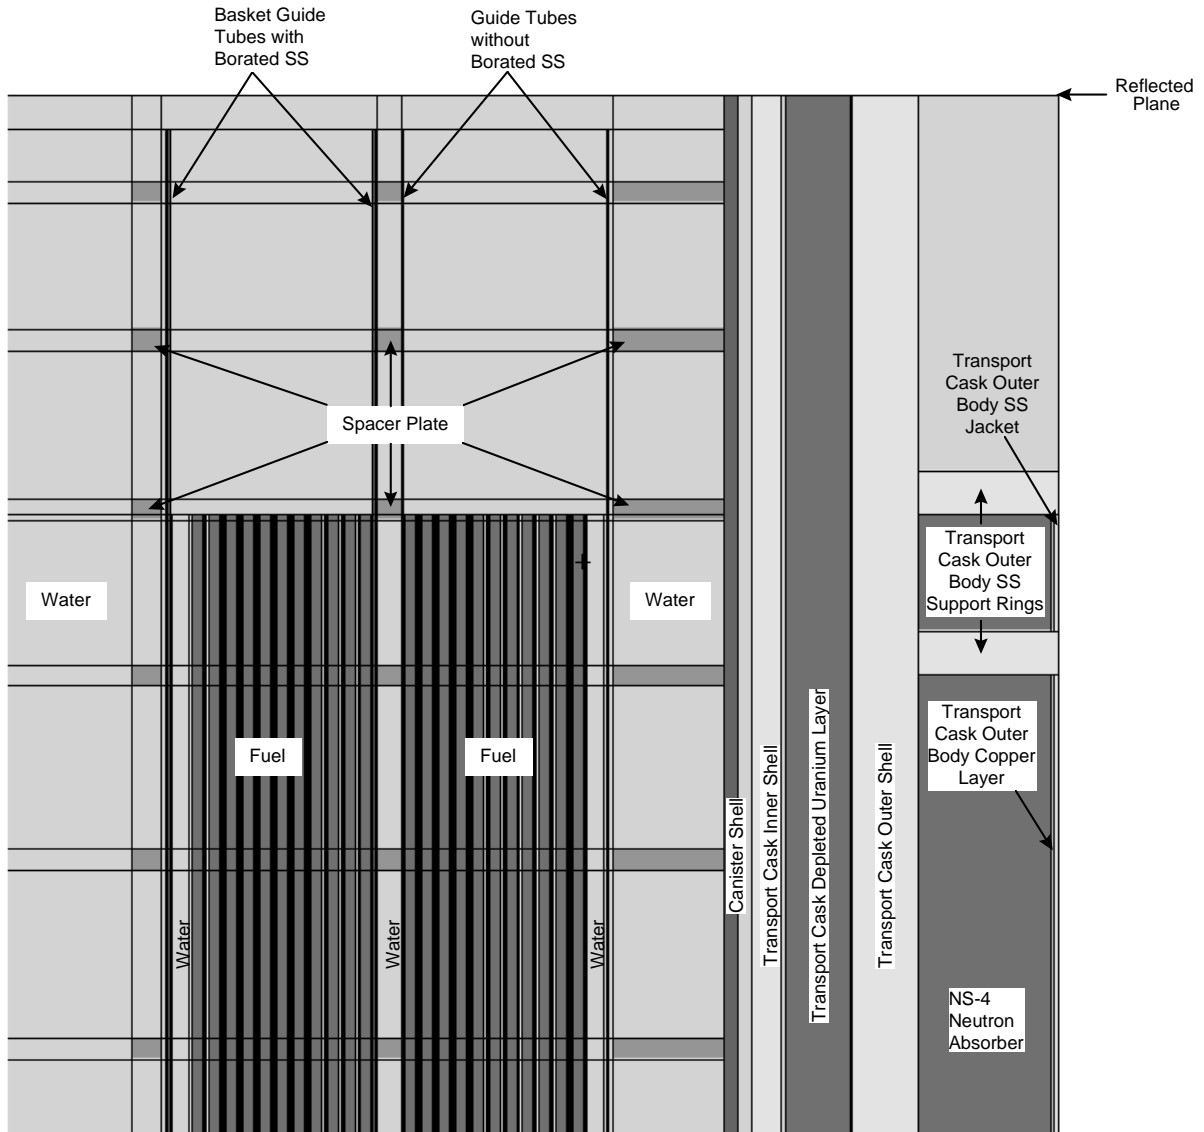 Basket Guide
Tubes with
Borated SS
Guide Tubes
without
Borated SS
Reflected
Plane
Transport
Cask Outer
Body SS
Jacket
Spacer Plate
Transport
Cask Outer
Body SS
Support Rings
Water
Water
Transport
Cask Outer
Body Copper
Layer
Fuel
Fuel
Canister Shell
Transport Cask Inner Shell
Transport Cask Depleted Uranium Layer
Transport Cask Outer Shell
Water
Water
Water
NS-4
Neutron
Absorber